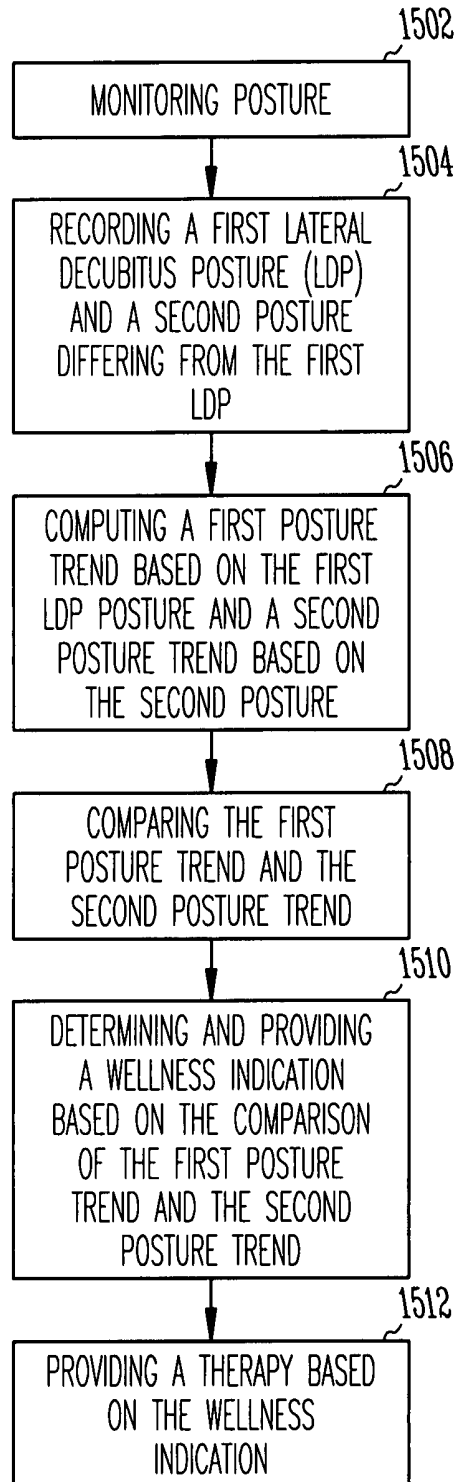 1502
MONITORING POSTURE
1504
RECORDING A FIRST LATERAL
DECUBITUS POSTURE (LDP)
AND A SECOND POSTURE
DIFFERING FROM THE FIRST
LDP
1506
COMPUTING A FIRST POSTURE
TREND BASED ON THE FIRST
LDP POSTURE AND A SECOND
POSTURE TREND BASED ON
THE SECOND POSTURE
1508
COMPARING THE FIRST
POSTURE TREND AND THE
SECOND POSTURE TREND
1510
DETERMINING AND PROVIDING
A WELLNESS INDICATION
BASED ON THE COMPARISON
OF THE FIRST POSTURE
TREND AND THE SECOND
POSTURE TREND
1512
PROVIDING A THERAPY BASED
ON THE WELLNESS
INDICATION